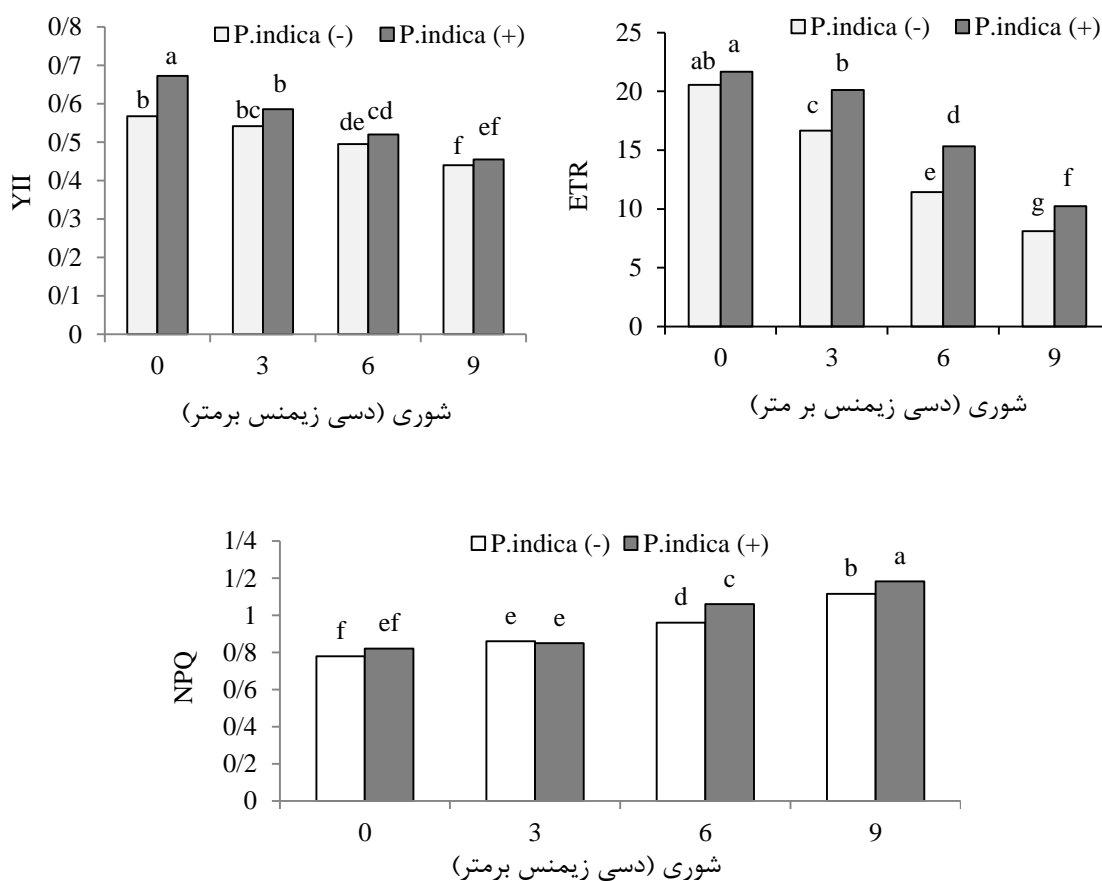 P.indica (-) P.indica (+)
YII
0/8
0/7
0/6
0/5
0/4
0/3
0/2
0/1
0
b a bc b de cd f ef
0 3 6 9
شوری (دسی زیمنس برمتر)
P.indica (-) P.indica (+)
ETR
25
20
15
10
5
0
ab a c b e d g f
0 3 6 9
شوری (دسی زیمنس بر متر)
P.indica (-) P.indica (+)
NPQ
1/4
1/2
1
0/8
0/6
0/4
0/2
0
f ef e e d c b a
0 3 6 9
شوری (دسی زیمنس برمتر)